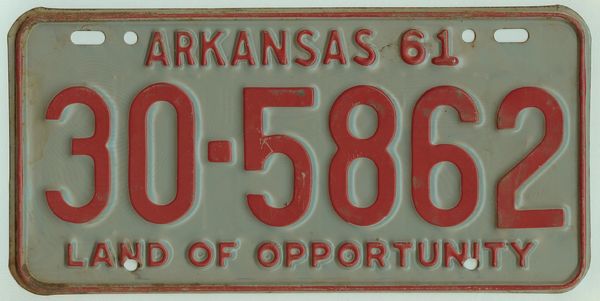 ARKANSAS 61
30-5862
LAND OF OPPORTUNITY